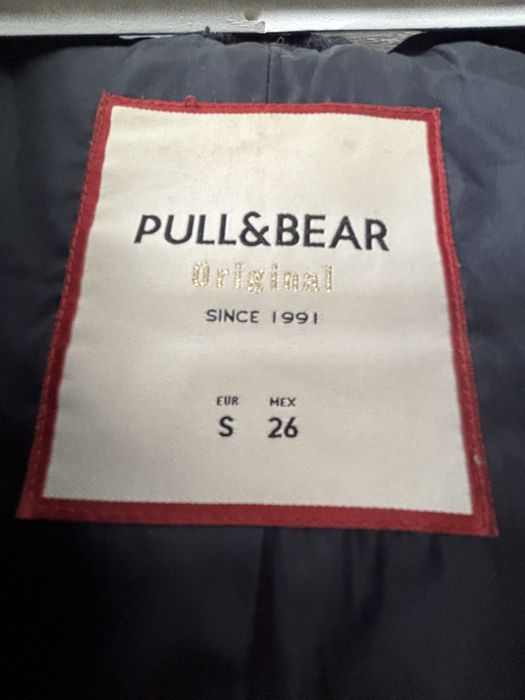 PULL&BEAR
Original
SINCE 1991
EUR MEX
S 26